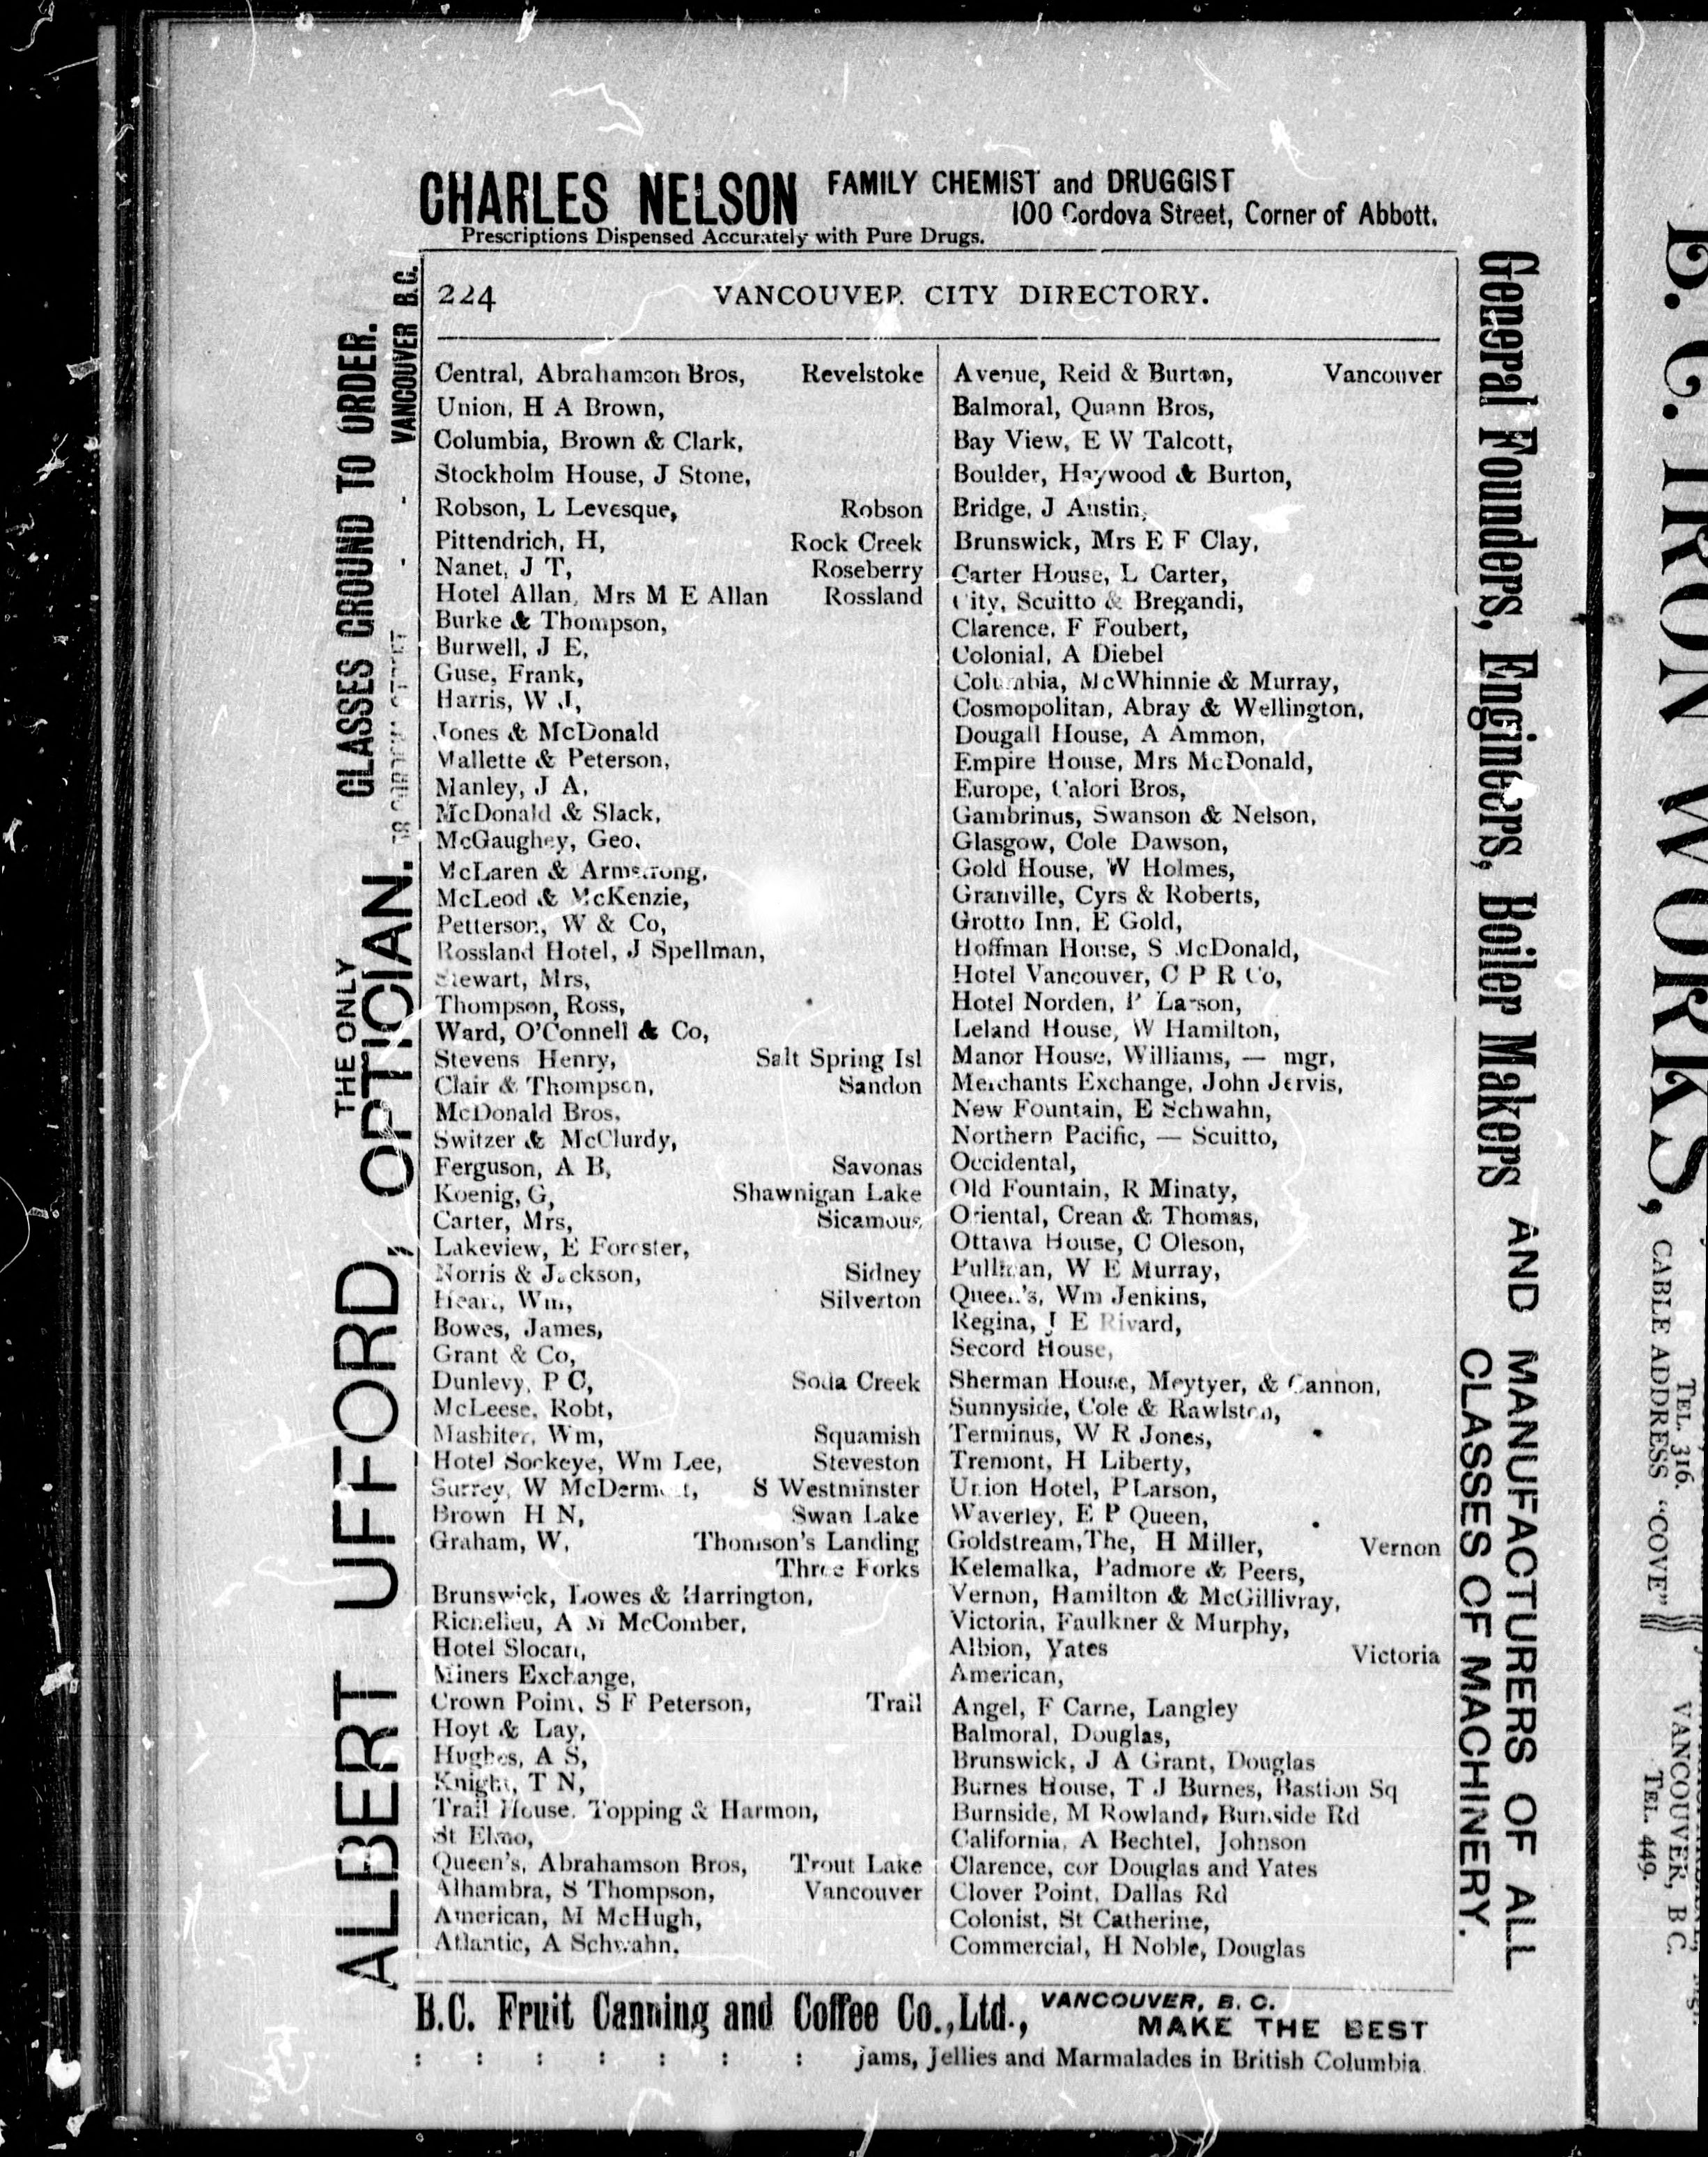 CHARLES NELSON FAMILY CHEMIST and DRUGGIST
100 Cordova Street, Corner of Abbott.
Prescriptions Dispensed Accurately with Pure Drugs.
224 VANCOUVER CITY DIRECTORY.
Central, Abrahamson Bros, Revelstoke
Union, H A Brown,
Columbia, Brown & Clark,
Stockholm House, J Stone,
Robson, L Levesque, Robson
Pittendrich, H, Rock Creek
Nanet, J T, Roseberry
Hotel Allan, Mrs M E Allan Rossland
Burke & Thompson,
Burwell, J E,
Guse, Frank,
Harris, W J,
Jones & McDonald
Mallette & Peterson,
Manley, J A,
McDonald & Slack,
McGaughey, Geo,
McLaren & Armstrong,
McLeod & McKenzie,
Petterson, W & Co,
Rossland Hotel, J Spellman,
Stewart, Mrs,
Thompson, Ross,
Ward, O'Connell & Co,
Stevens Henry, Salt Spring Isl
Clair & Thompson, Sandon
McDonald Bros,
Switzer & McClurdy,
Ferguson, A B, Savonas
Koenig, G, Shawnigan Lake
Carter, Mrs, Sicamous
Lakeview, E Forester,
Norris & Jackson, Sidney
Heart, Wm, Silverton
Bowes, James,
Grant & Co,
Dunlevy, P C, Soda Creek
McLeese, Robt,
Mashiter, Wm, Squamish
Hotel Sockeye, Wm Lee, Steveston
Surrey, W McDermott, S Westminster
Brown H N, Swan Lake
Graham, W, Thomson's Landing
Three Forks
Brunswick, Lowes & Harrington,
Richelieu, A M McComber,
Hotel Slocan,
Miners Exchange,
Crown Point, S F Peterson, Trail
Hoyt & Lay,
Hughes, A S,
Knight, T N,
Trail House, Topping & Harmon,
St Elmo,
Queen's, Abrahamson Bros, Trout Lake
Alhambra, S Thompson, Vancouver
American, M McHugh,
Atlantic, A Schwahn,
Avenue, Reid & Burton, Vancouver
Balmoral, Quann Bros,
Bay View, E W Talcott,
Boulder, Haywood & Burton,
Bridge, J Austin,
Brunswick, Mrs E F Clay,
Carter House, L Carter,
City, Scuitto & Bregandi,
Clarence, F Foubert,
Colonial, A Diebel
Columbia, McWhinnie & Murray,
Cosmopolitan, Abray & Wellington,
Dougall House, A Ammon,
Empire House, Mrs McDonald,
Europe, Calori Bros,
Gambrinus, Swanson & Nelson,
Glasgow, Cole Dawson,
Gold House, W Holmes,
Granville, Cyrs & Roberts,
Grotto Inn, E Gold,
Hoffman House, S McDonald,
Hotel Vancouver, C P R Co,
Hotel Norden, P Larson,
Leland House, W Hamilton,
Manor House, Williams, — mgr,
Merchants Exchange, John Jervis,
New Fountain, E Schwahn,
Northern Pacific, — Scuitto,
Occidental,
Old Fountain, R Minaty,
Oriental, Crean & Thomas,
Ottawa House, C Oleson,
Pullman, W E Murray,
Queen's, Wm Jenkins,
Regina, J E Rivard,
Secord House,
Sherman House, Meytyer, & Cannon,
Sunnyside, Cole & Rawlston,
Terminus, W R Jones,
Tremont, H Liberty,
Union Hotel, P Larson,
Waverley, E P Queen,
Goldstream, The, H Miller, Vernon
Kelemalka, Padmore & Peers,
Vernon, Hamilton & McGillivray,
Victoria, Faulkner & Murphy,
Albion, Yates Victoria
American,
Angel, F Carne, Langley
Balmoral, Douglas,
Brunswick, J A Grant, Douglas
Burnes House, T J Burnes, Bastion Sq
Burnside, M Rowland, Burnside Rd
California, A Bechtel, Johnson
Clarence, cor Douglas and Yates
Clover Point, Dallas Rd
Colonist, St Catherine,
Commercial, H Noble, Douglas
ALBERT UFFORD, THE ONLY OPTICIAN. GLASSES GROUND TO ORDER.
VANCOUVER B.C.
General Founders, Engineers, Boiler Makers AND MANUFACTURERS OF ALL
CLASSES OF MACHINERY.
B.C. Fruit Canning and Coffee Co., Ltd., VANCOUVER, B. C.
MAKE THE BEST
: : : : : : : Jams, Jellies and Marmalades in British Columbia
B.C. IRON WORKS,
CABLE ADDRESS "COVE"
TEL. 316.
VANCOUVER, B C.
TEL. 449.